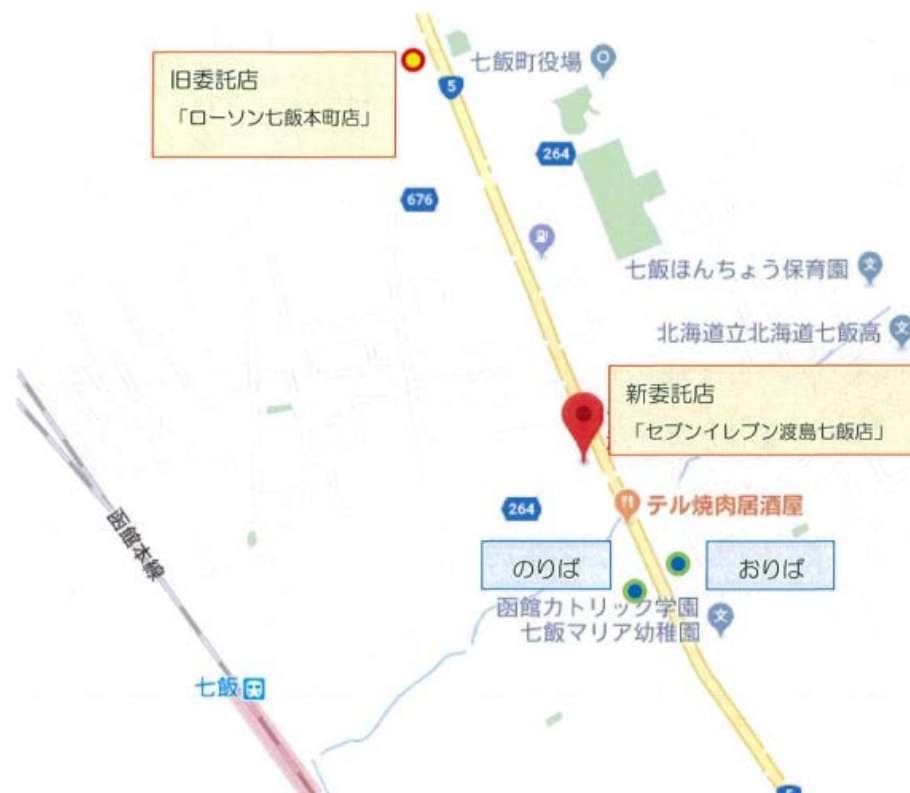 旧委託店
「ローソン七飯本町店」
七飯町役場
5
264
676
七飯ほんちょう保育園
文
北海道立北海道七飯高
文
新委託店
「セブンイレブン渡島七飯店」
264
テル焼肉居酒屋
のりば
おりば
函館カトリック学園
七飯マリア幼稚園
文
函館本線
七飯
5